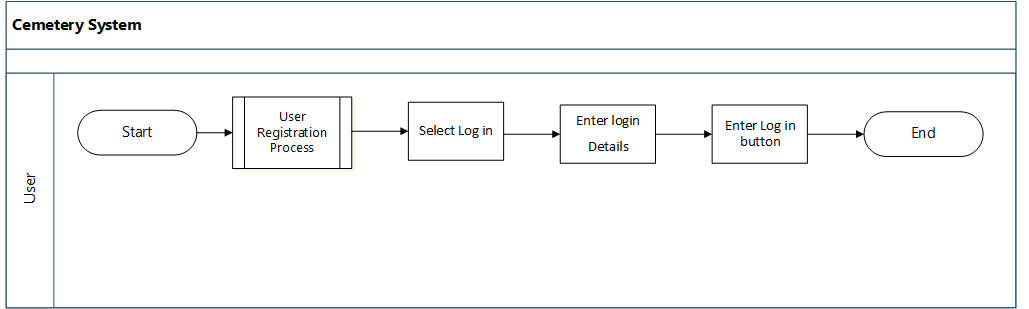 Cemetery System
User
Start
User
Registration
Process
Select Log in
Enter login
Details
Enter Log in
button
End